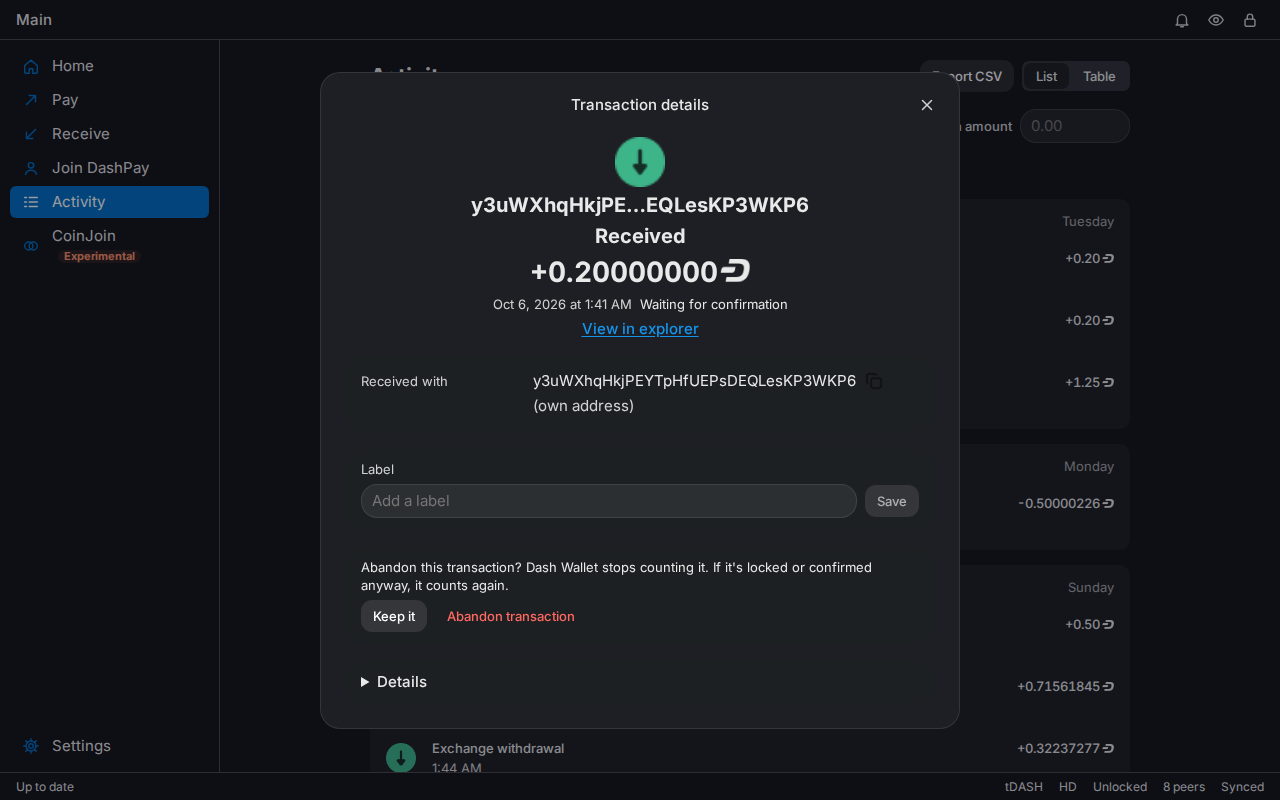 Main
Home
Pay
Receive
Join DashPay
Activity
CoinJoin
Experimental
Settings
port CSV
List
Table
amount
0.00
Transaction details
y3uWXhqHkjPE...EQLesKP3WKP6
Received
+0.20000000
Oct 6, 2026 at 1:41 AM Waiting for confirmation
View in explorer
Received with
y3uWXhqHkjPEYTpHfUEPsDEQLesKP3WKP6
(own address)
Label
Add a label
Save
Abandon this transaction? Dash Wallet stops counting it. If it's locked or confirmed
anyway, it counts again.
Keep it
Abandon transaction
Details
Tuesday
+0.20
+0.20
+1.25
Monday
-0.50000226
Sunday
+0.50
+0.71561845
Exchange withdrawal
+0.32237277
1:44 AM
Up to date
tDASH
HD
Unlocked
8 peers
Synced